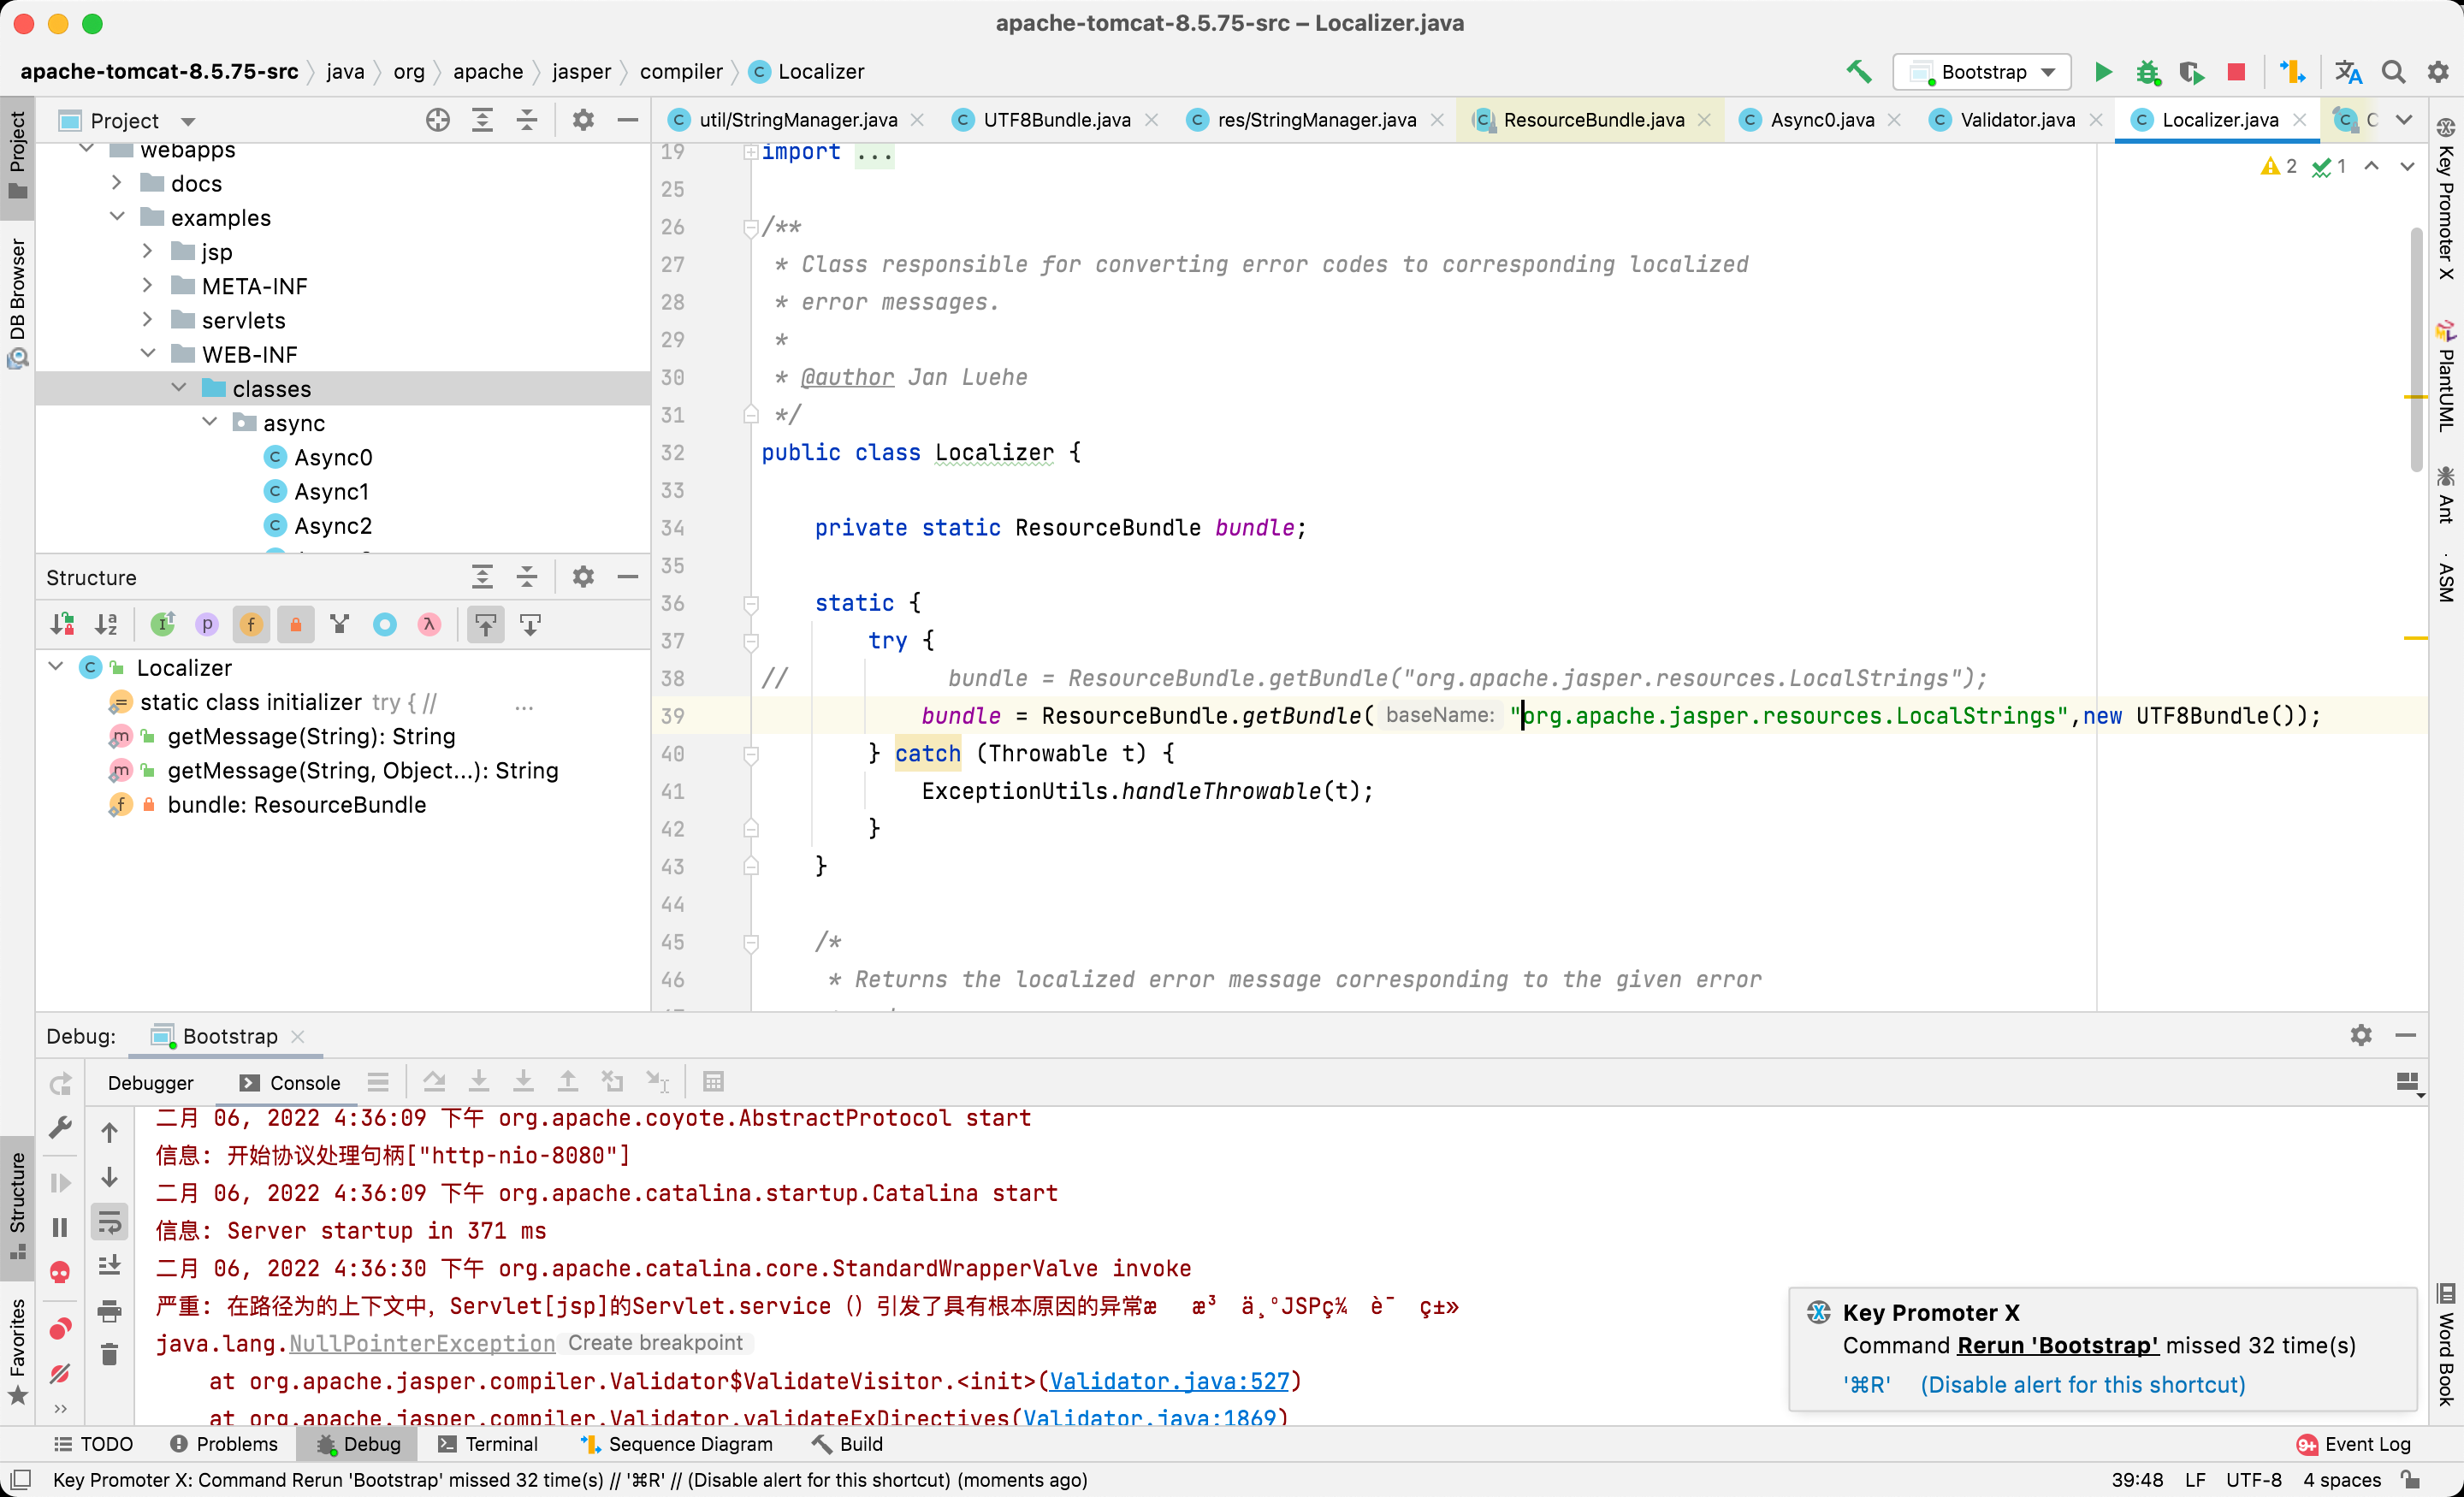 apache-tomcat-8.5.75-src – Localizer.java
apache-tomcat-8.5.75-src java org apache jasper compiler Localizer
Bootstrap
Project
util/StringManager.java
UTF8Bundle.java
res/StringManager.java
ResourceBundle.java
Async0.java
Validator.java
Localizer.java
webapps
docs
examples
jsp
META-INF
servlets
WEB-INF
classes
async
Async0
Async1
Async2
Structure
Localizer
static class initializer try { // ...
getMessage(String): String
getMessage(String, Object...): String
bundle: ResourceBundle
2 1
19 import ...
25
26 /**
27 * Class responsible for converting error codes to corresponding localized
28 * error messages.
29 *
30 * @author Jan Luehe
31 */
32 public class Localizer {
33
34 private static ResourceBundle bundle;
35
36 static {
37 try {
38 // bundle = ResourceBundle.getBundle("org.apache.jasper.resources.LocalStrings");
39 bundle = ResourceBundle.getBundle( baseName: "org.apache.jasper.resources.LocalStrings",new UTF8Bundle());
40 } catch (Throwable t) {
41 ExceptionUtils.handleThrowable(t);
42 }
43 }
44
45 /*
46 * Returns the localized error message corresponding to the given error
Project
DB Browser
Structure
Favorites
Key Promoter X
PlantUML
Ant
ASM
Word Book
Debug: Bootstrap
Debugger Console
二月 06, 2022 4:36:09 下午 org.apache.coyote.AbstractProtocol start
信息: 开始协议处理句柄["http-nio-8080"]
二月 06, 2022 4:36:09 下午 org.apache.catalina.startup.Catalina start
信息: Server startup in 371 ms
二月 06, 2022 4:36:30 下午 org.apache.catalina.core.StandardWrapperValve invoke
严重: 在路径为的上下文中，Servlet[jsp]的Servlet.service（）引发了具有根本原因的异常æ æ³ ä¸ºJSPç¼ è¯ ç±»
java.lang.NullPointerException Create breakpoint
at org.apache.jasper.compiler.Validator$ValidateVisitor.<init>(Validator.java:527)
at org.apache.jasper.compiler.Validator.validateExDirectives(Validator.java:1869)
Key Promoter X
Command Rerun 'Bootstrap' missed 32 time(s)
'⌘R' (Disable alert for this shortcut)
TODO Problems Debug Terminal Sequence Diagram Build
9+ Event Log
Key Promoter X: Command Rerun 'Bootstrap' missed 32 time(s) // '⌘R' // (Disable alert for this shortcut) (moments ago)
39:48 LF UTF-8 4 spaces